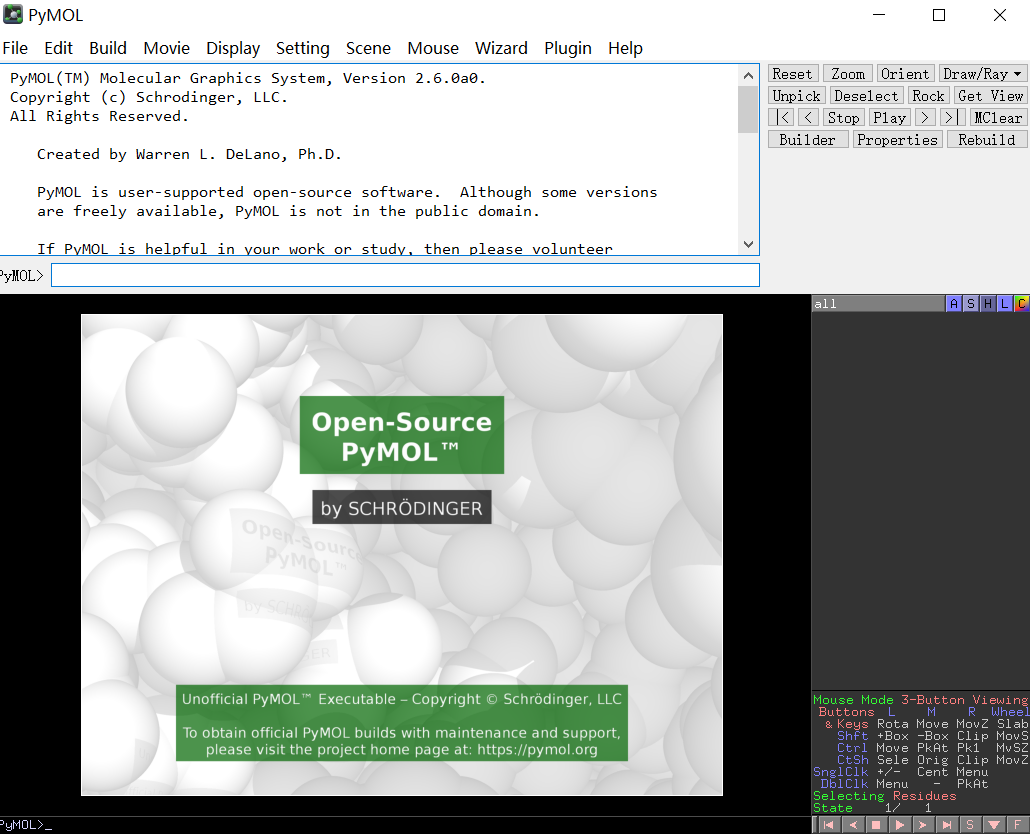 PyMOL
File Edit Build Movie Display Setting Scene Mouse Wizard Plugin Help
PyMOL(TM) Molecular Graphics System, Version 2.6.0a0.
Copyright (c) Schrodinger, LLC.
All Rights Reserved.
Created by Warren L. DeLano, Ph.D.
PyMOL is user-supported open-source software.  Although some versions
are freely available, PyMOL is not in the public domain.
If PyMOL is helpful in your work or study, then please volunteer
Reset Zoom Orient Draw/Ray
Unpick Deselect Rock Get View
|< < Stop Play > >| MClear
Builder Properties Rebuild
PyMOL>
all A S H L C
Open-Source
PyMOL™
by SCHRÖDINGER
Open-Source
PyMOL™
by SCHR
ER
Unofficial PyMOL™ Executable – Copyright © Schrödinger, LLC
To obtain official PyMOL builds with maintenance and support,
please visit the project home page at: https://pymol.org
Mouse Mode 3-Button Viewing
Buttons L M R Wheel
& Keys Rota Move MovZ Slab
Shft +Box -Box Clip MovS
Ctrl Move PkAt Pk1 MvSZ
CtSh Sele Orig Clip MovZ
SnglClk +/- Cent Menu
DblClk Menu - PkAt
Selecting Residues
State 1/ 1
PyMOL>_
S F